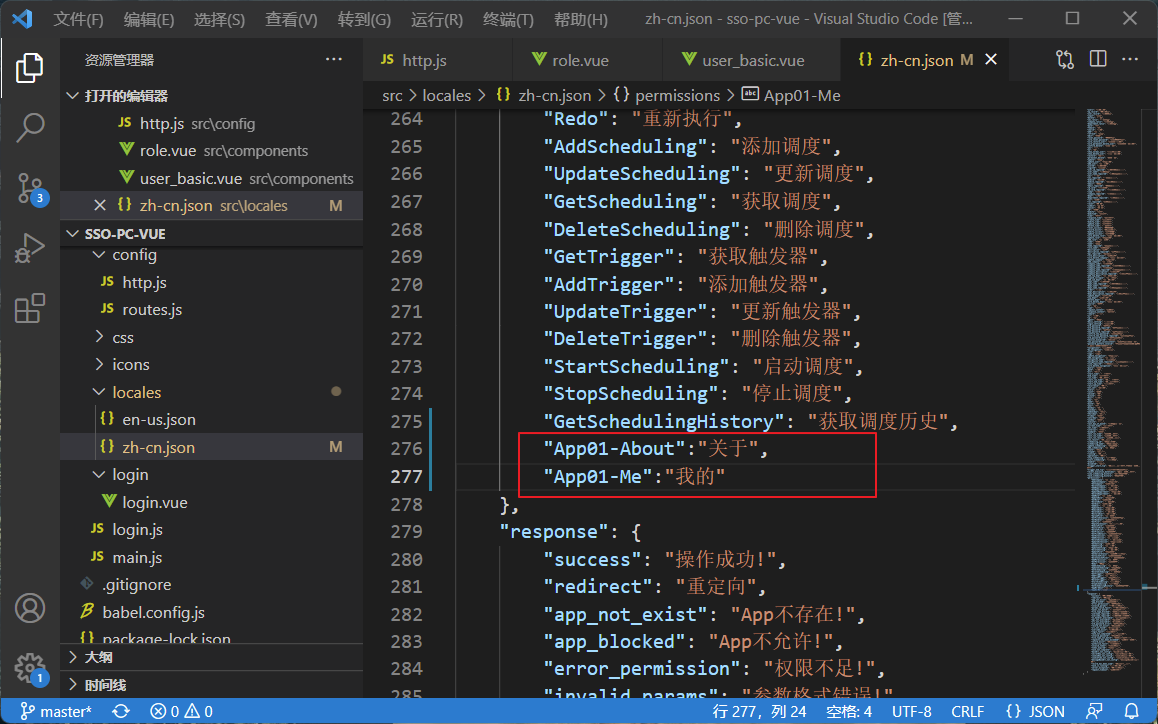 文件(F) 编辑(E) 选择(S) 查看(V) 转到(G) 运行(R) 终端(T) 帮助(H) zh-cn.json - sso-pc-vue - Visual Studio Code [管...
资源管理器 ...
打开的编辑器
JS http.js src\config
role.vue src\components
user_basic.vue src\components
{} zh-cn.json src\locales M
SSO-PC-VUE
config
JS http.js
JS routes.js
css
icons
locales
{} en-us.json
{} zh-cn.json M
login
login.vue
JS login.js
JS main.js
.gitignore
babel.config.js
{} package-lock.json
大纲
时间线
3
1
JS http.js role.vue user_basic.vue {} zh-cn.json M
src > locales > {} zh-cn.json > {} permissions > abc App01-Me
264 "Redo": "重新执行",
265 "AddScheduling": "添加调度",
266 "UpdateScheduling": "更新调度",
267 "GetScheduling": "获取调度",
268 "DeleteScheduling": "删除调度",
269 "GetTrigger": "获取触发器",
270 "AddTrigger": "添加触发器",
271 "UpdateTrigger": "更新触发器",
272 "DeleteTrigger": "删除触发器",
273 "StartScheduling": "启动调度",
274 "StopScheduling": "停止调度",
275 "GetSchedulingHistory": "获取调度历史",
276 "App01-About":"关于",
277 "App01-Me":"我的"
278 },
279 "response": {
280 "success": "操作成功!",
281 "redirect": "重定向",
282 "app_not_exist": "App不存在!",
283 "app_blocked": "App不允许!",
284 "error_permission": "权限不足!",
285 "invalid_params": "参数格式错误!"
master* 0 0 行 277，列 24 空格: 4 UTF-8 CRLF {} JSON